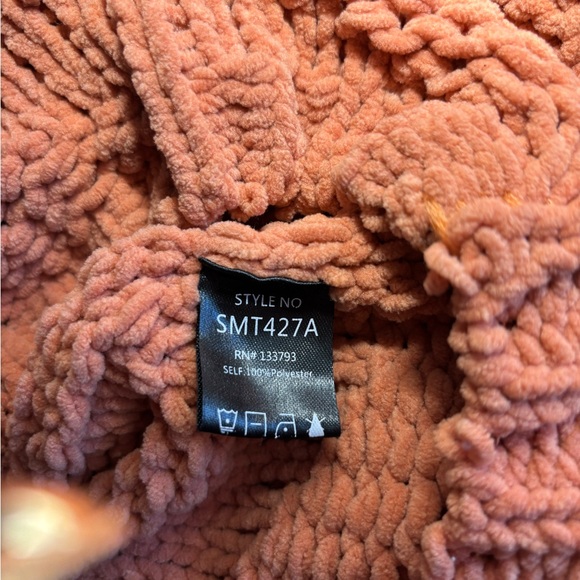 STYLE NO
SMT427A
RN# 133793
SELF:100%Polyester